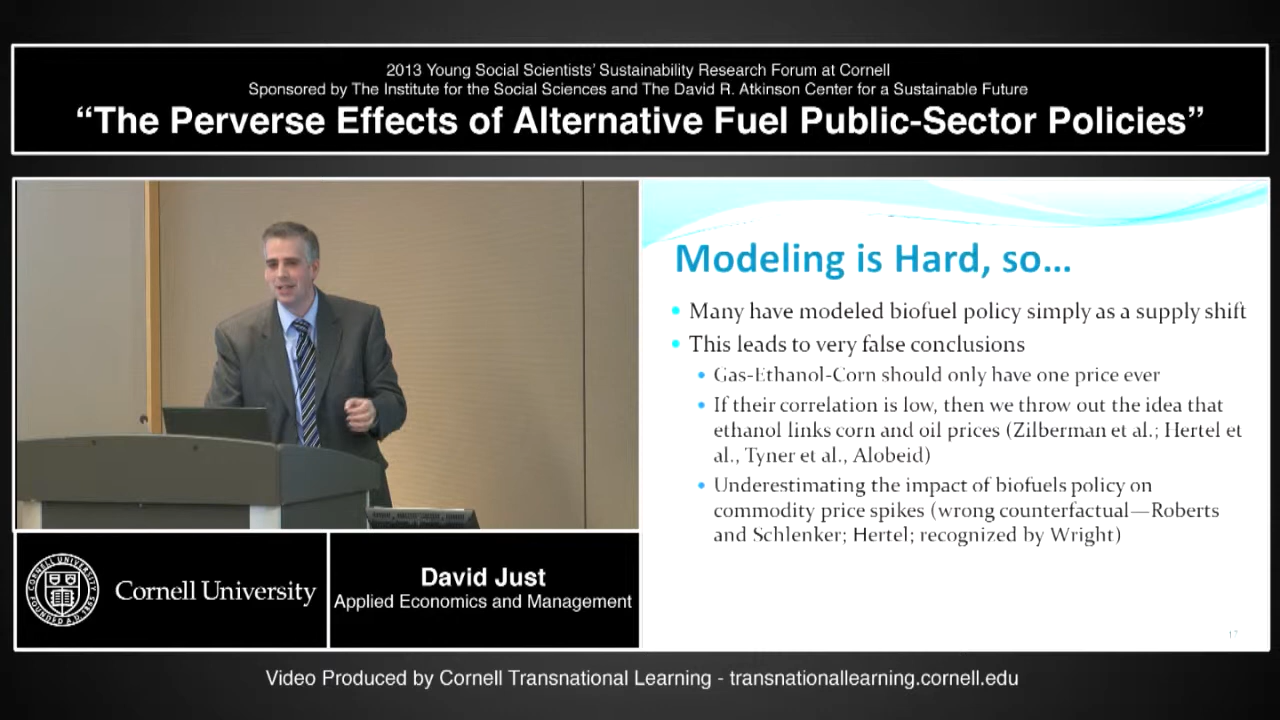 2013 Young Social Scientists' Sustainability Research Forum at Cornell
Sponsored by The Institute for the Social Sciences and The David R. Atkinson Center for a Sustainable Future
“The Perverse Effects of Alternative Fuel Public-Sector Policies”
Modeling is Hard, so...
• Many have modeled biofuel policy simply as a supply shift
• This leads to very false conclusions
• Gas-Ethanol-Corn should only have one price ever
• If their correlation is low, then we throw out the idea that
ethanol links corn and oil prices (Zilberman et al.; Hertel et
al., Tyner et al., Alobeid)
• Underestimating the impact of biofuels policy on
commodity price spikes (wrong counterfactual—Roberts
and Schlenker; Hertel; recognized by Wright)
17
CORNELL UNIVERSITY
FOUNDED A.D. 1865
Cornell University
David Just
Applied Economics and Management
Video Produced by Cornell Transnational Learning - transnationallearning.cornell.edu